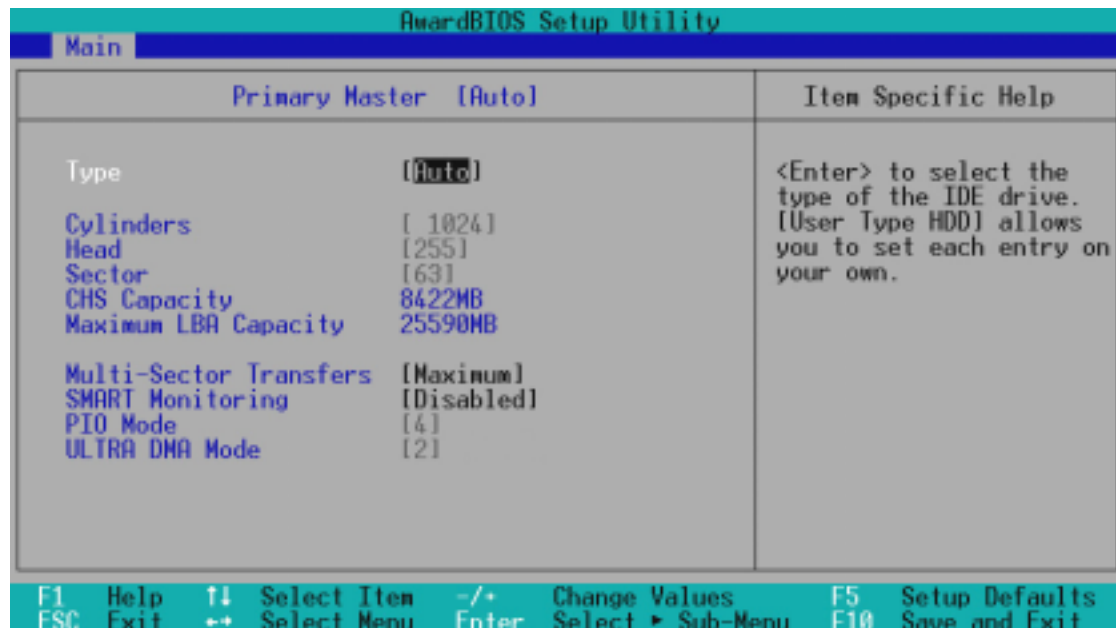 AwardBIOS Setup Utility
Main
Primary Master [Auto]
Item Specific Help
Type [Auto]
Cylinders [ 1024]
Head [255]
Sector [63]
CHS Capacity 8422MB
Maximum LBA Capacity 25590MB
Multi-Sector Transfers [Maximum]
SMART Monitoring [Disabled]
PIO Mode [4]
ULTRA DMA Mode [2]
<Enter> to select the
type of the IDE drive.
[User Type HDD] allows
you to set each entry on
your own.
F1 Help ↑↓ Select Item -/+ Change Values F5 Setup Defaults
ESC Exit ←→ Select Menu Enter Select ► Sub-Menu F10 Save and Exit